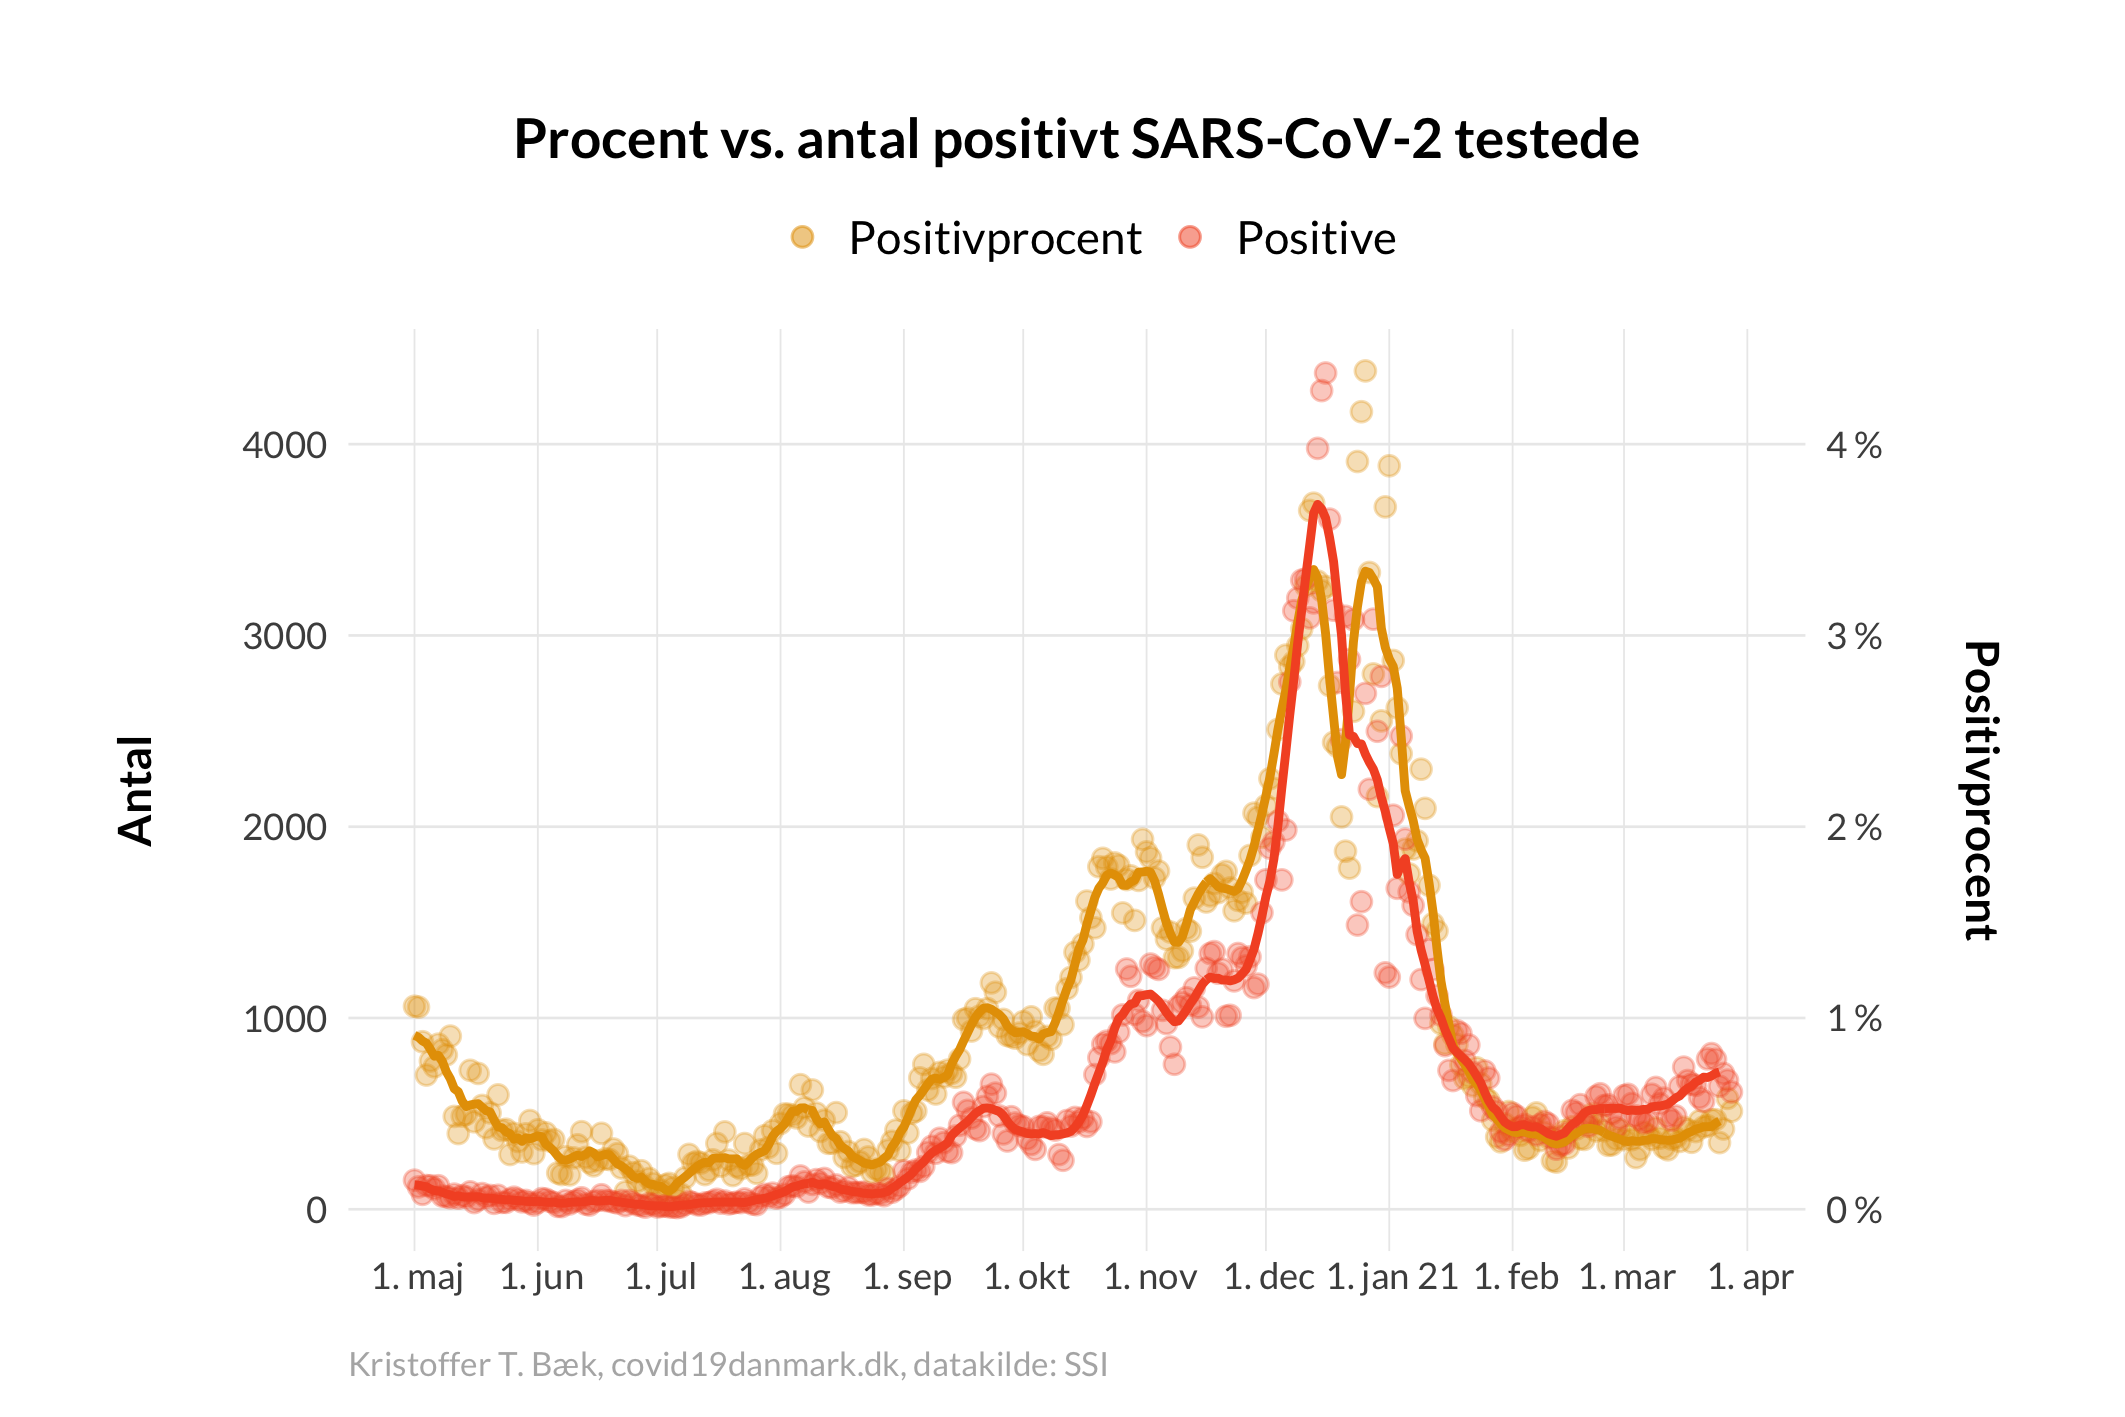 Procent vs. antal positivt SARS-CoV-2 testede
Positivprocent Positive
Antal
4000
3000
2000
1000
0
4 %
3 %
2 %
1 %
0 %
Positivprocent
1. maj 1. jun 1. jul 1. aug 1. sep 1. okt 1. nov 1. dec 1. jan 21 1. feb 1. mar 1. apr
Kristoffer T. Bæk, covid19danmark.dk, datakilde: SSI